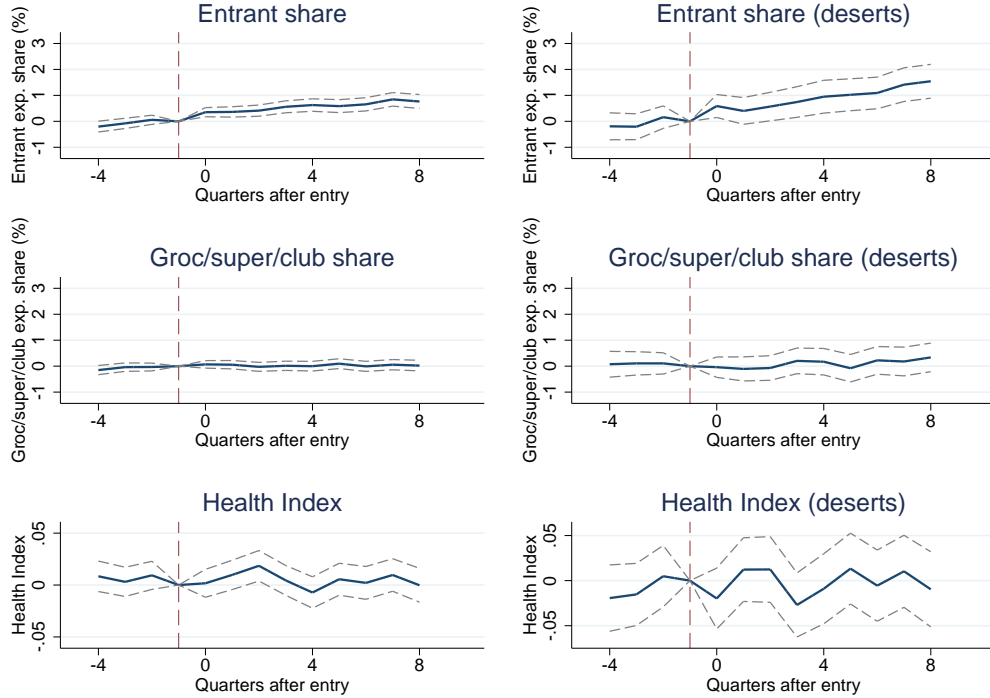 Entrant share
Entrant exp. share (%)
3
2
1
0
-1
-4
0
4
8
Quarters after entry
Entrant share (deserts)
Entrant exp. share (%)
3
2
1
0
-1
-4
0
4
8
Quarters after entry
Groc/super/club share
Groc/super/club exp. share (%)
3
2
1
0
-1
-4
0
4
8
Quarters after entry
Groc/super/club share (deserts)
Groc/super/club exp. share (%)
3
2
1
0
-1
-4
0
4
8
Quarters after entry
Health Index
Health Index
.05
0
-.05
-4
0
4
8
Quarters after entry
Health Index (deserts)
Health Index
.05
0
-.05
-4
0
4
8
Quarters after entry